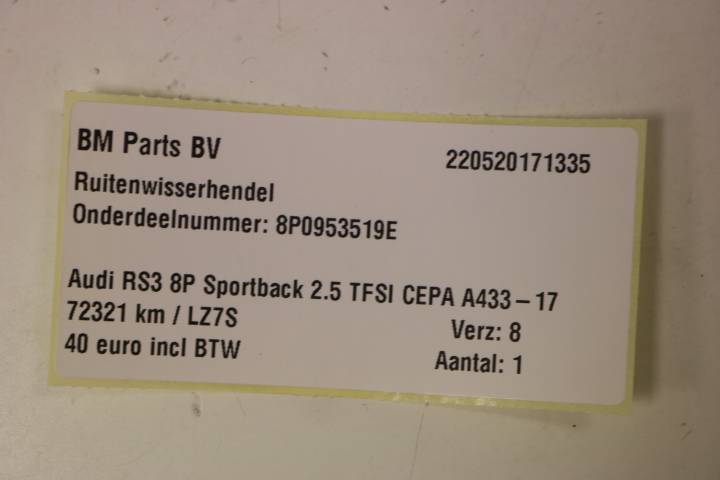 BM Parts BV 220520171335
Ruitenwisserhendel
Onderdeelnummer: 8P0953519E
Audi RS3 8P Sportback 2.5 TFSI CEPA A433-17
72321 km / LZ7S Verz: 8
40 euro incl BTW Aantal: 1